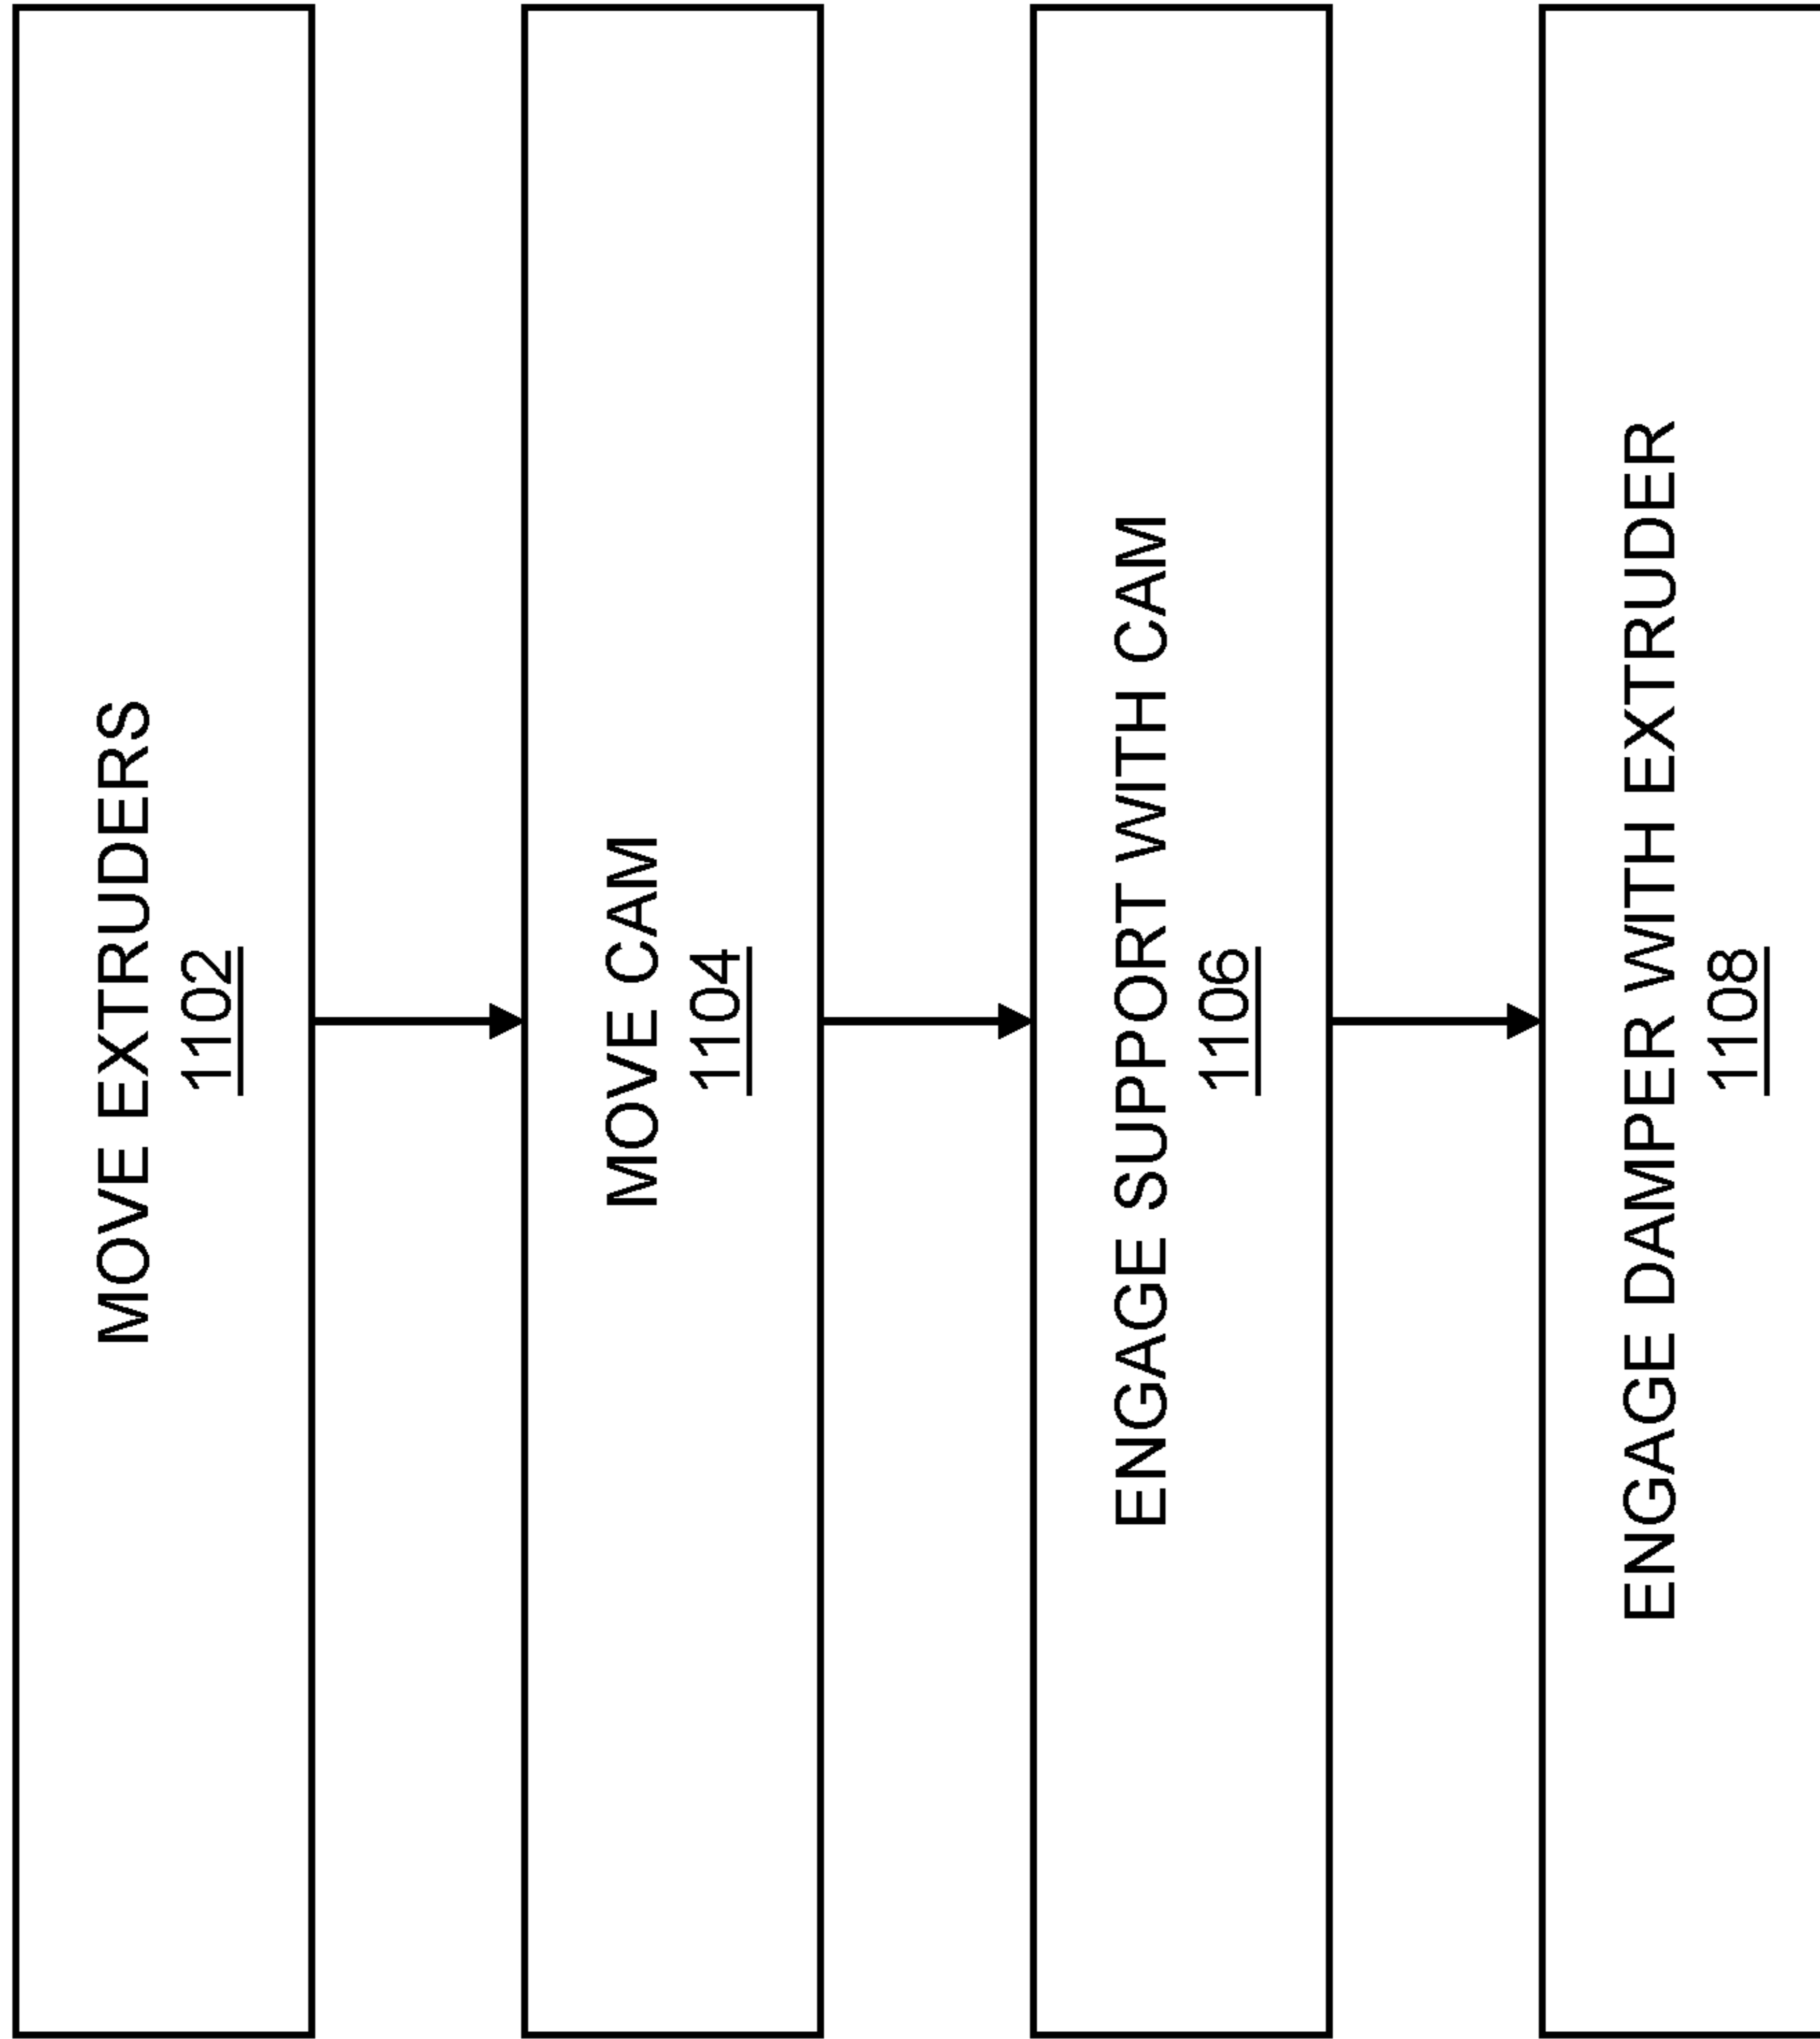 MOVE EXTRUDERS
1102
MOVE CAM
1104
ENGAGE SUPPORT WITH CAM
1106
ENGAGE DAMPER WITH EXTRUDER
1108